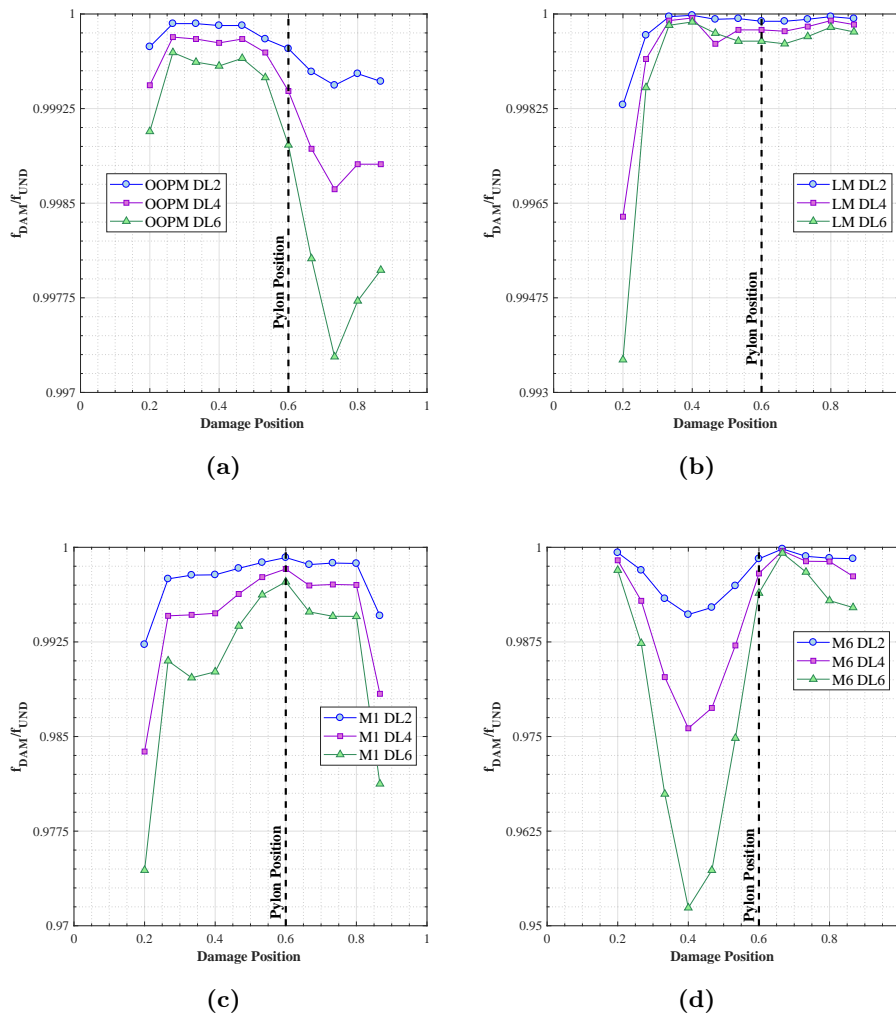 1
0.99925
0.9985
0.99775
0.997
0
0.2
0.4
0.6
0.8
1
f_DAM/f_UND
Damage Position
Pylon Position
OOPM DL2
OOPM DL4
OOPM DL6
(a)
1
0.99825
0.9965
0.99475
0.993
0
0.2
0.4
0.6
0.8
f_DAM/f_UND
Damage Position
Pylon Position
LM DL2
LM DL4
LM DL6
(b)
1
0.9925
0.985
0.9775
0.97
0
0.2
0.4
0.6
0.8
1
f_DAM/f_UND
Damage Position
Pylon Position
M1 DL2
M1 DL4
M1 DL6
(c)
1
0.9875
0.975
0.9625
0.95
0
0.2
0.4
0.6
0.8
f_DAM/f_UND
Damage Position
Pylon Position
M6 DL2
M6 DL4
M6 DL6
(d)